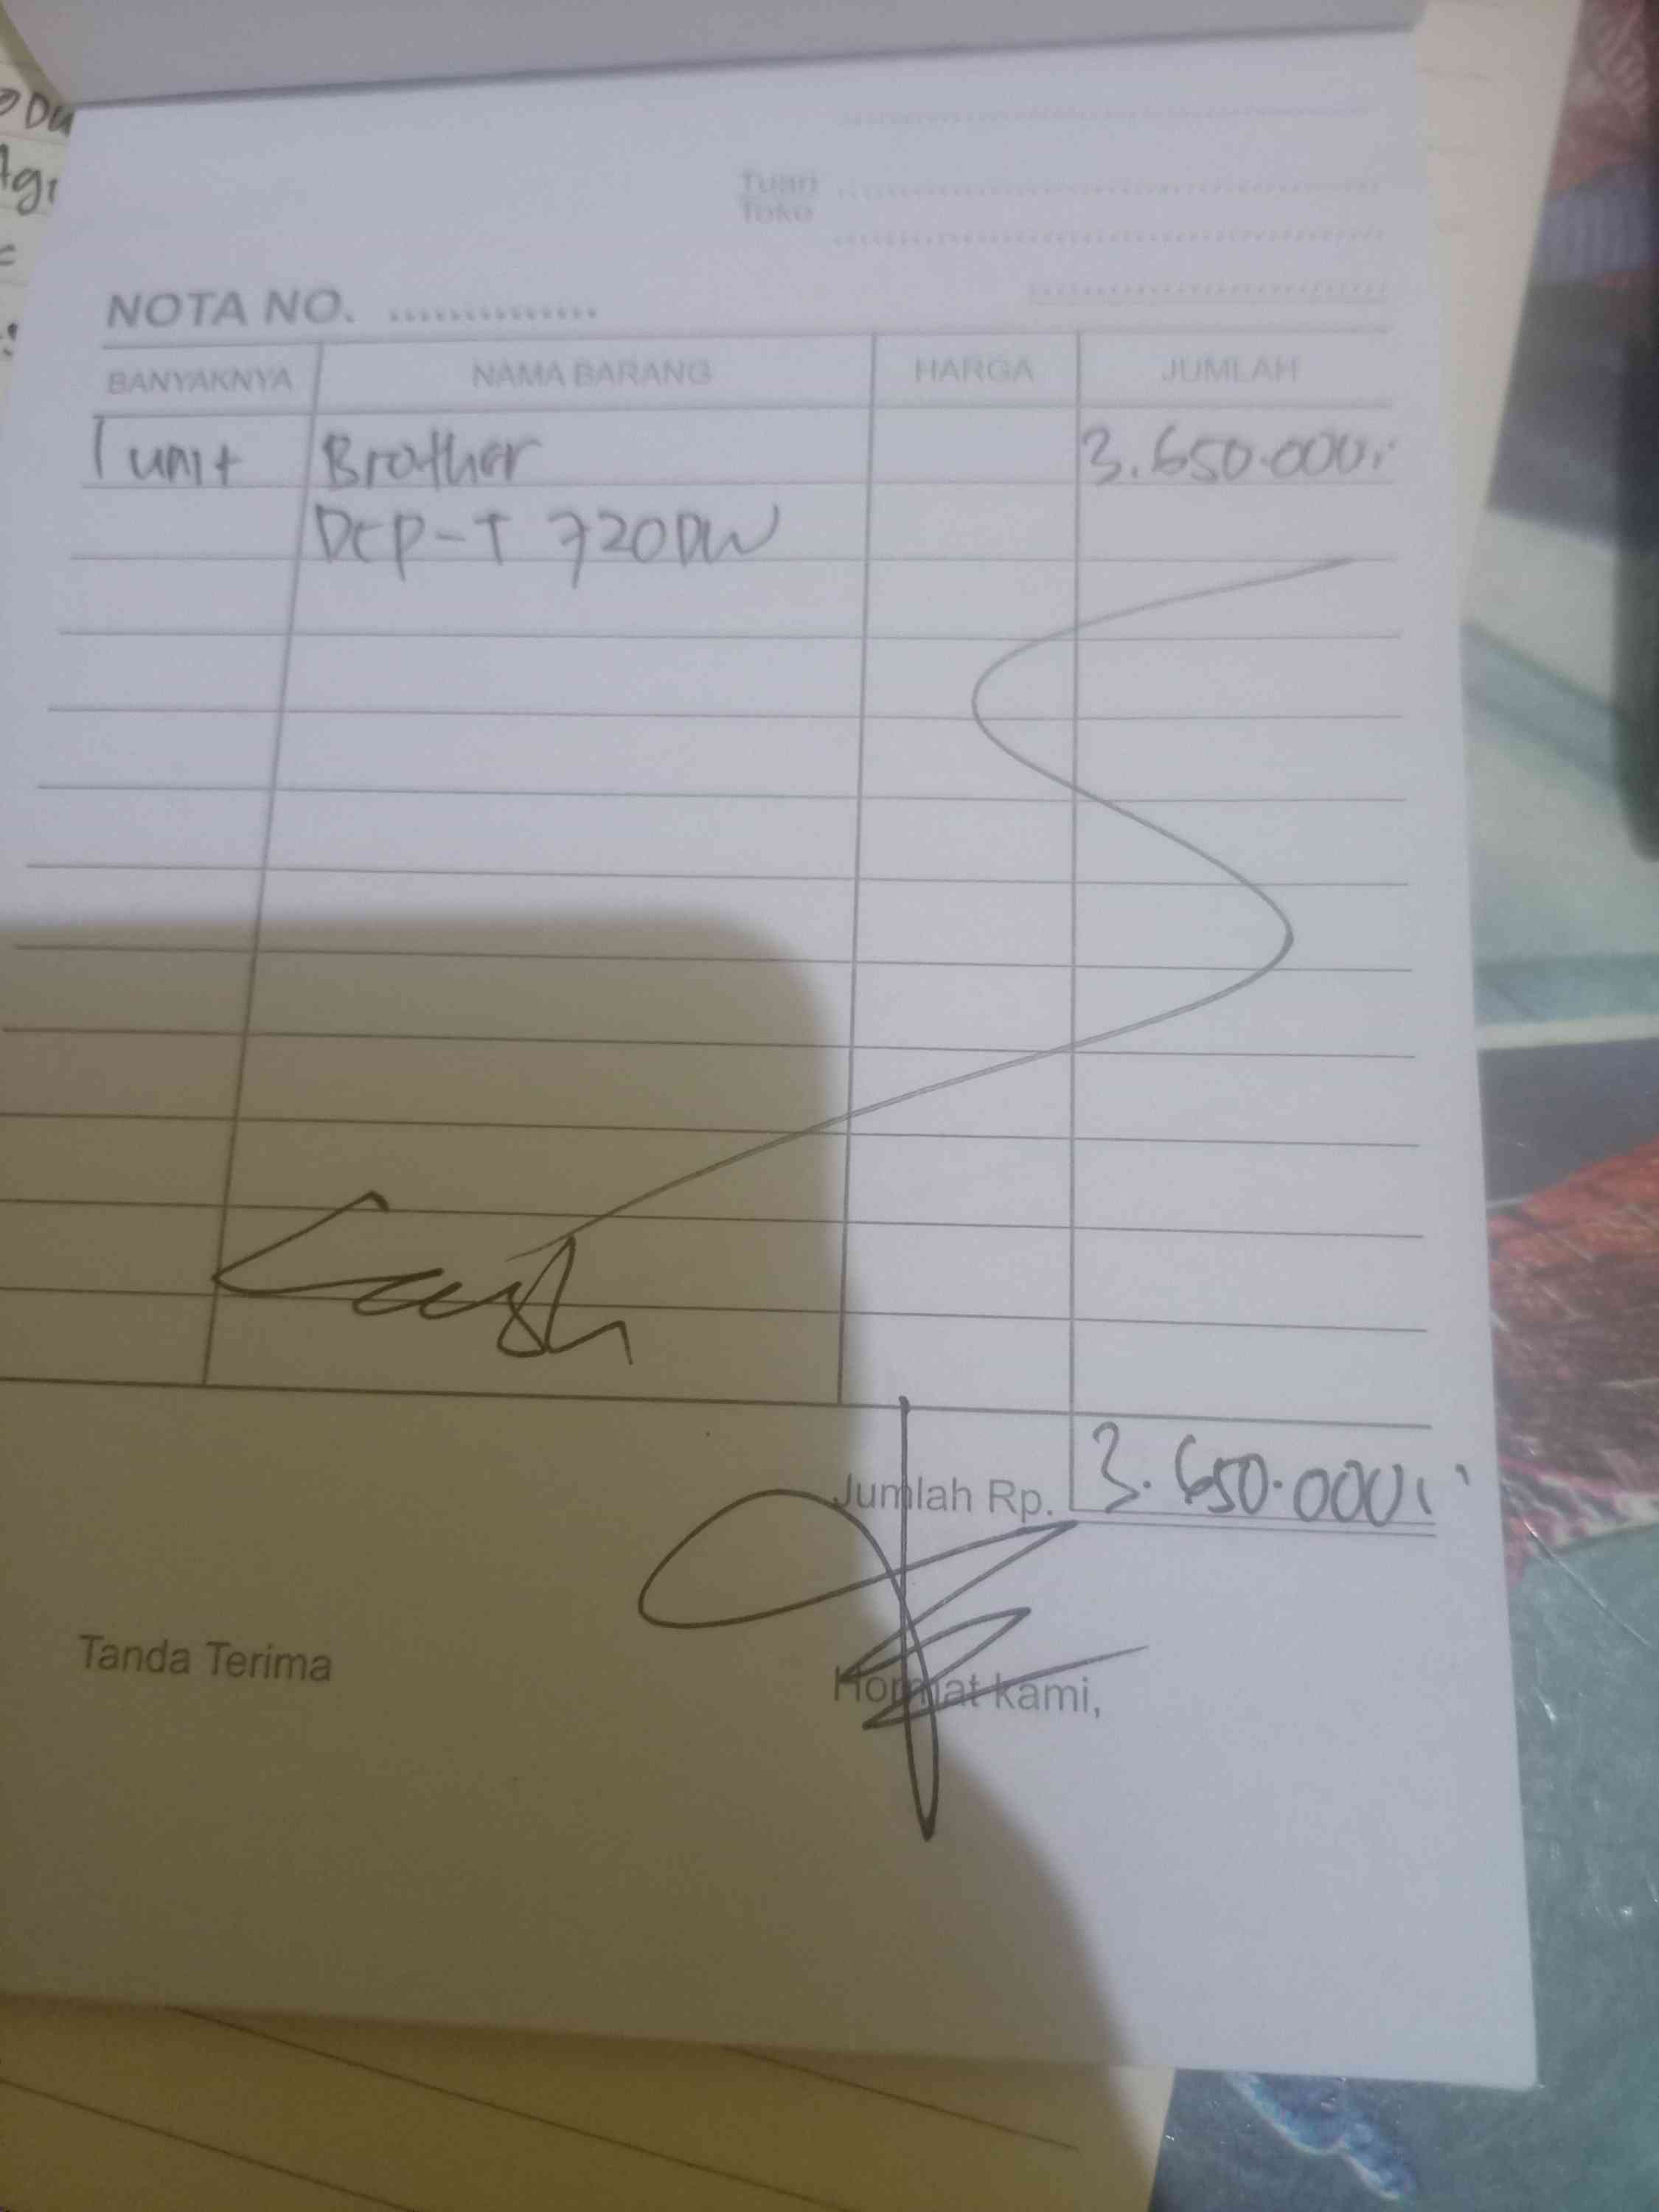 Tuan
Toko
NOTA NO. ...............
BANYAKNYA NAMA BARANG HARGA JUMLAH
1 unit Brother 3.650.000,-
DCP-T 720DW
Cash
Jumlah Rp. 3.650.000,-
Tanda Terima Hormat kami,